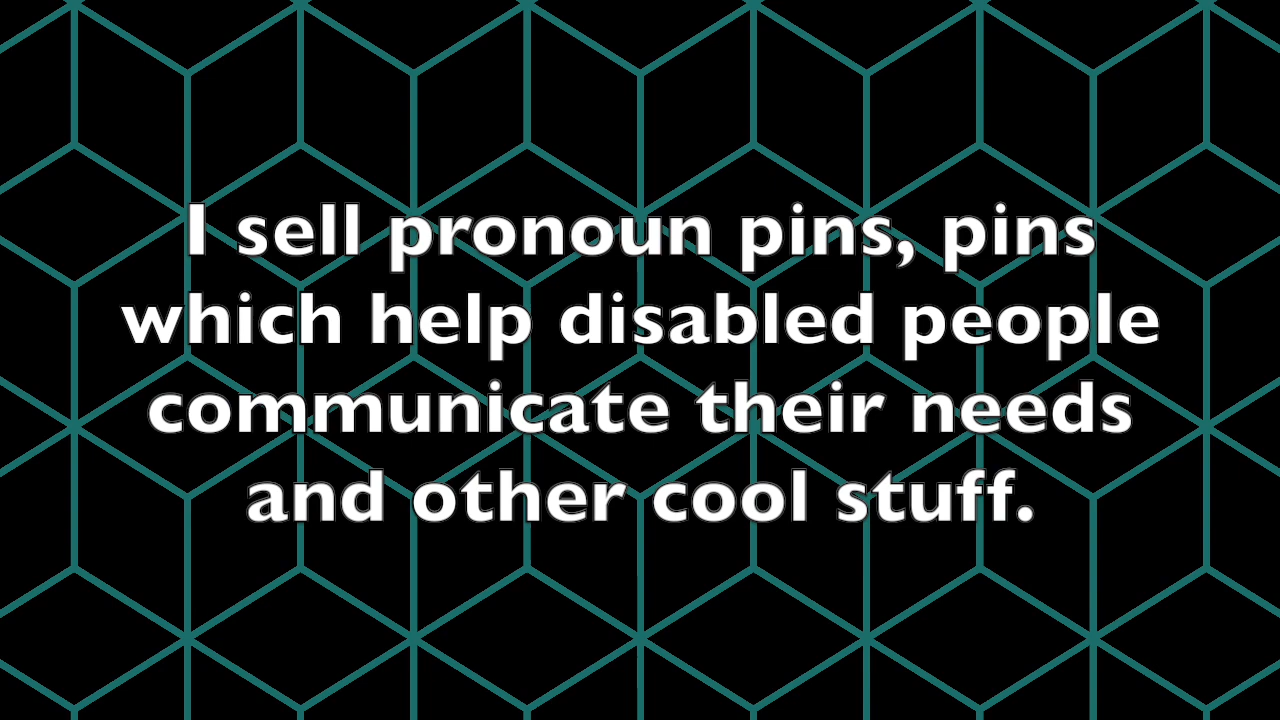 I sell pronoun pins, pins
which help disabled people
communicate their needs
and other cool stuff.